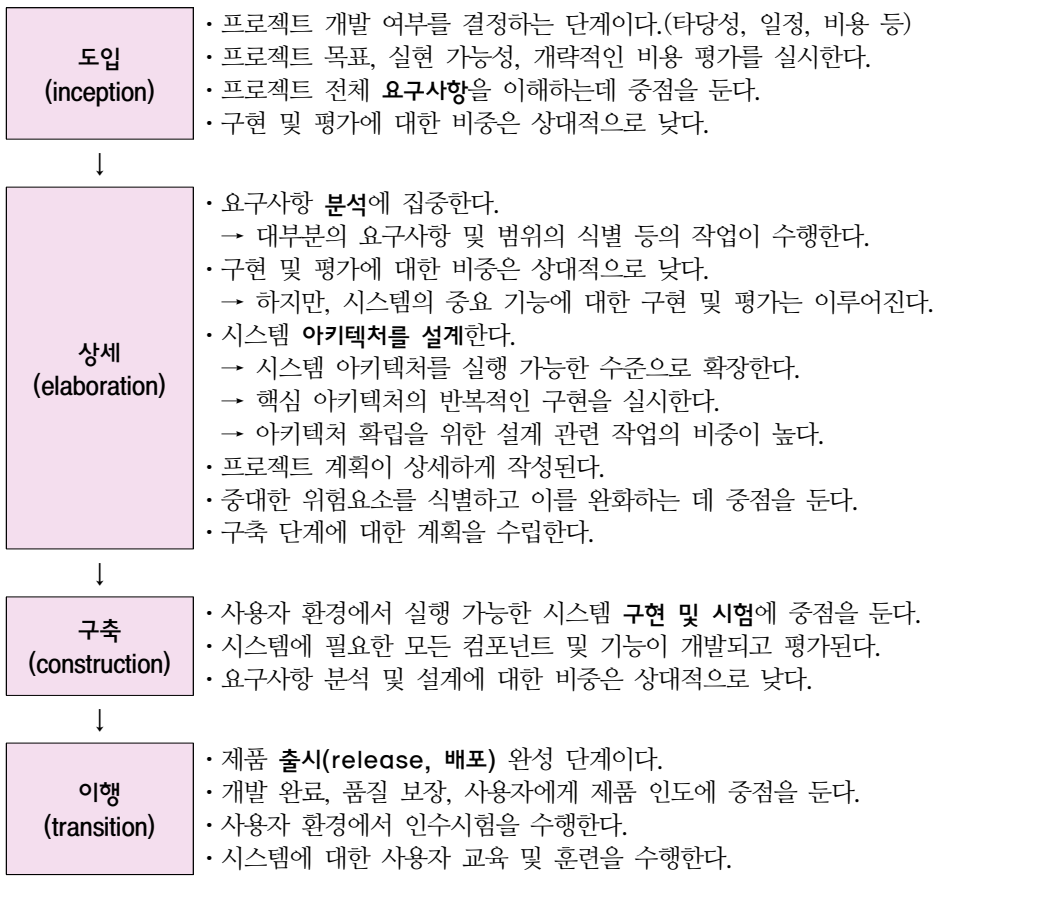 도입
(inception)
· 프로젝트 개발 여부를 결정하는 단계이다.(타당성, 일정, 비용 등)
· 프로젝트 목표, 실현 가능성, 개략적인 비용 평가를 실시한다.
· 프로젝트 전체 요구사항을 이해하는데 중점을 둔다.
· 구현 및 평가에 대한 비중은 상대적으로 낮다.
↓
상세
(elaboration)
· 요구사항 분석에 집중한다.
→ 대부분의 요구사항 및 범위의 식별 등의 작업이 수행한다.
· 구현 및 평가에 대한 비중은 상대적으로 낮다.
→ 하지만, 시스템의 중요 기능에 대한 구현 및 평가는 이루어진다.
· 시스템 아키텍처를 설계한다.
→ 시스템 아키텍처를 실행 가능한 수준으로 확장한다.
→ 핵심 아키텍처의 반복적인 구현을 실시한다.
→ 아키텍처 확립을 위한 설계 관련 작업의 비중이 높다.
· 프로젝트 계획이 상세하게 작성된다.
· 중대한 위험요소를 식별하고 이를 완화하는 데 중점을 둔다.
· 구축 단계에 대한 계획을 수립한다.
↓
구축
(construction)
· 사용자 환경에서 실행 가능한 시스템 구현 및 시험에 중점을 둔다.
· 시스템에 필요한 모든 컴포넌트 및 기능이 개발되고 평가된다.
· 요구사항 분석 및 설계에 대한 비중은 상대적으로 낮다.
↓
이행
(transition)
· 제품 출시(release, 배포) 완성 단계이다.
· 개발 완료, 품질 보장, 사용자에게 제품 인도에 중점을 둔다.
· 사용자 환경에서 인수시험을 수행한다.
· 시스템에 대한 사용자 교육 및 훈련을 수행한다.